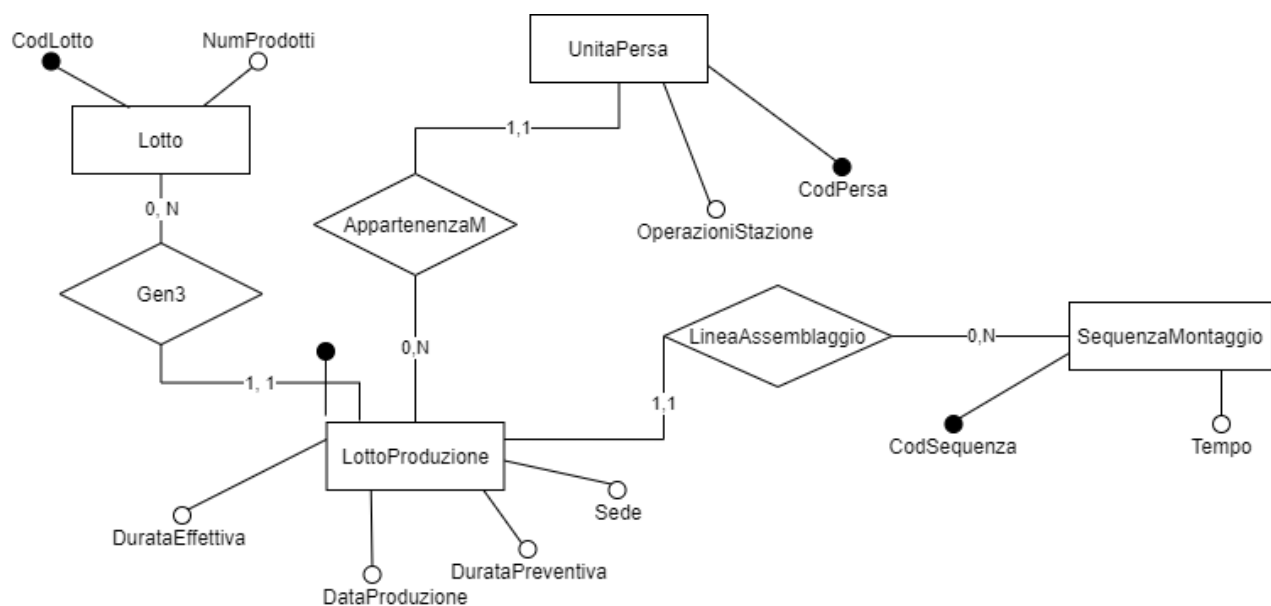 CodLotto
NumProdotti
UnitaPersa
Lotto
1,1
CodPersa
0, N
AppartenenzaM
OperazioniStazione
Gen3
LineaAssemblaggio
0,N
SequenzaMontaggio
0,N
1, 1
1,1
CodSequenza
Tempo
LottoProduzione
Sede
DurataEffettiva
DurataPreventiva
DataProduzione